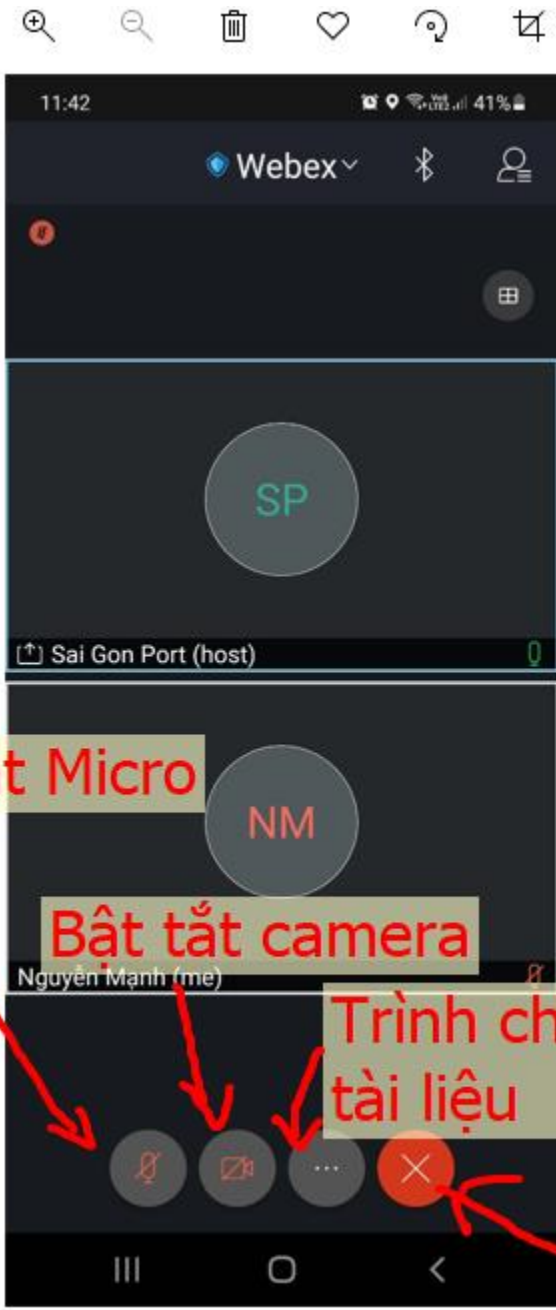 11:42
41%
Webex
SP
Sai Gon Port (host)
Micro
NM
Bật tắt camera
Nguyễn Mạnh (me)
Trình
tài liệu